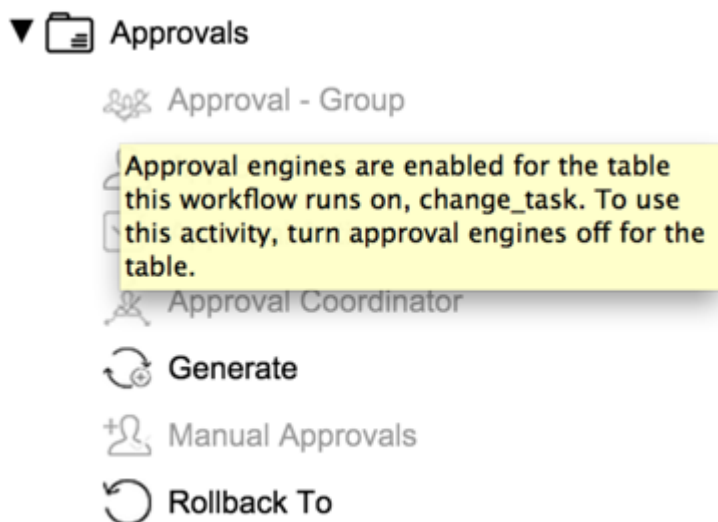 Approvals
Approval - Group
Approval engines are enabled for the table
this workflow runs on, change_task. To use
this activity, turn approval engines off for the
table.
Approval Coordinator
Generate
Manual Approvals
Rollback To